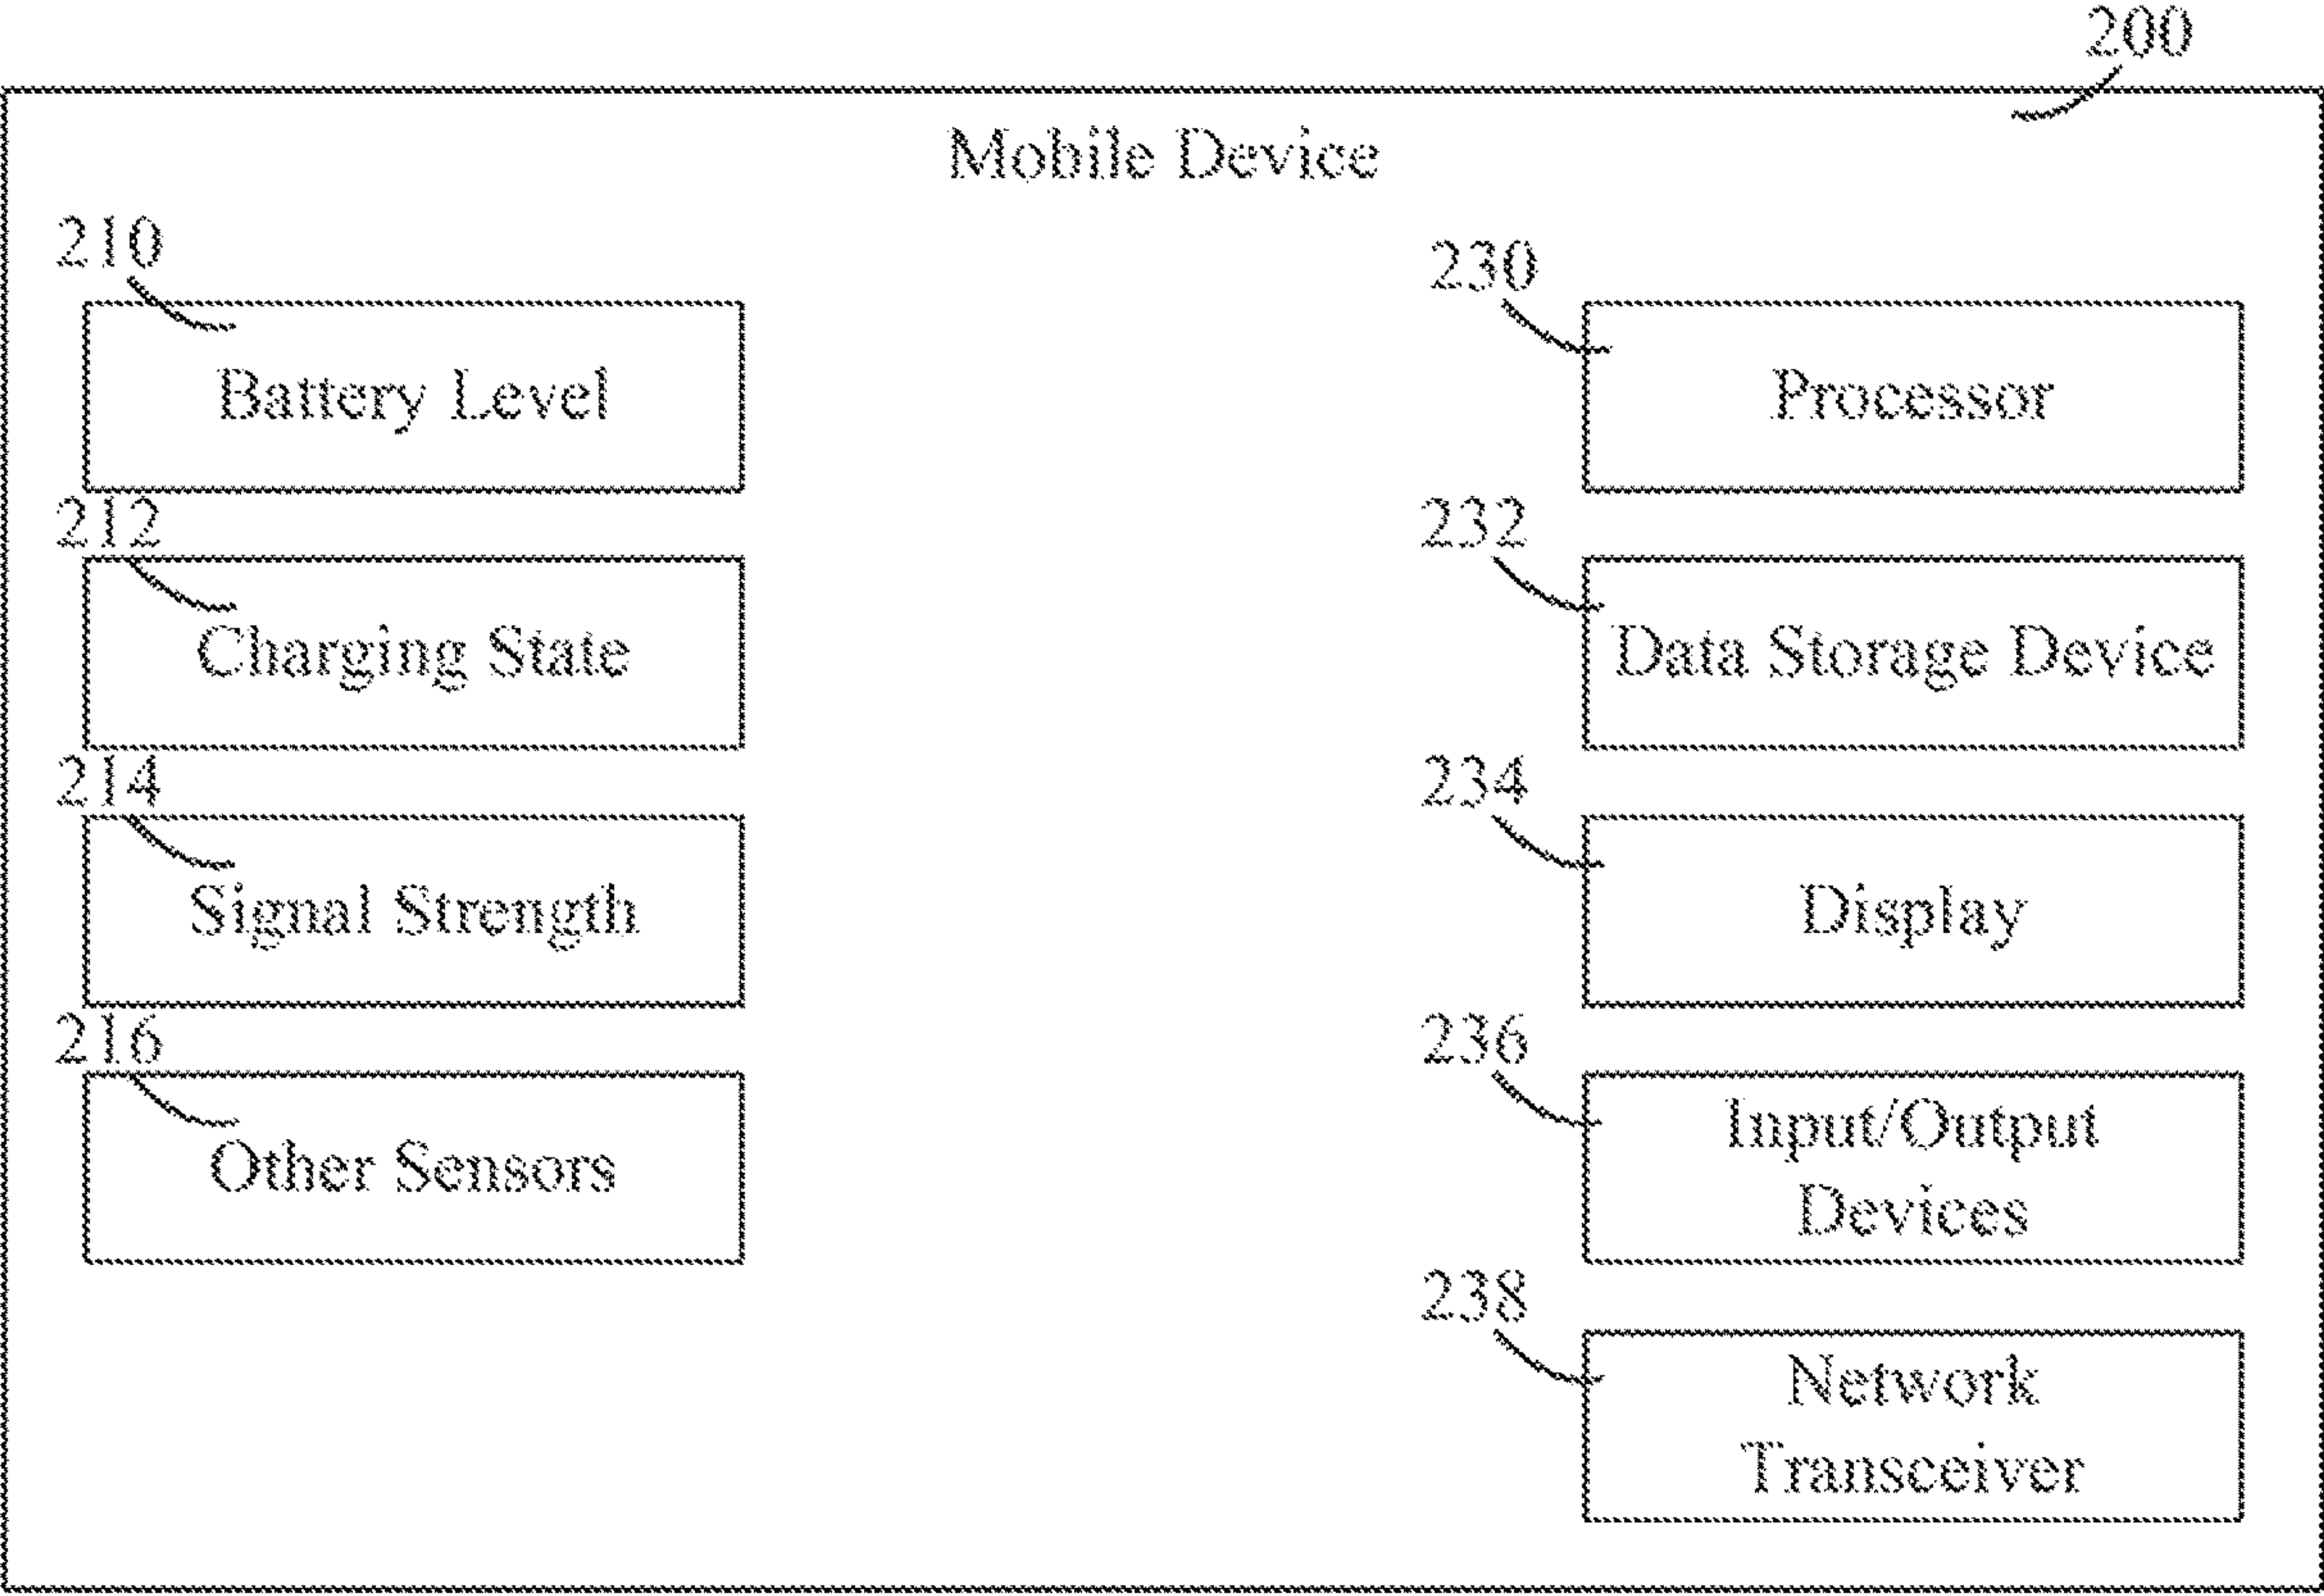 200
Mobile Device
210
Battery Level
212
Charging State
214
Signal Strength
216
Other Sensors
230
Processor
232
Data Storage Device
234
Display
236
Input/Output
Devices
238
Network
Transceiver